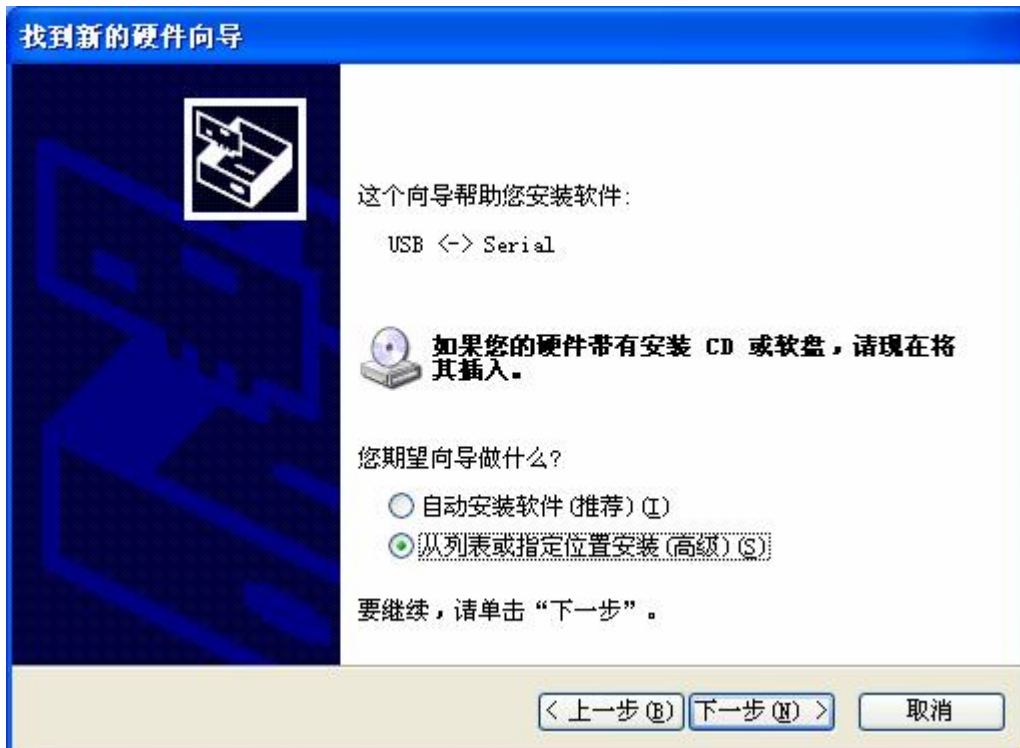 找到新的硬件向导
这个向导帮助您安装软件:
USB <-> Serial
如果您的硬件带有安装 CD 或软盘，请现在将
其插入。
您期望向导做什么?
自动安装软件(推荐)(I)
从列表或指定位置安装(高级)(S)
要继续，请单击“下一步”。
< 上一步(B) 下一步(N) > 取消